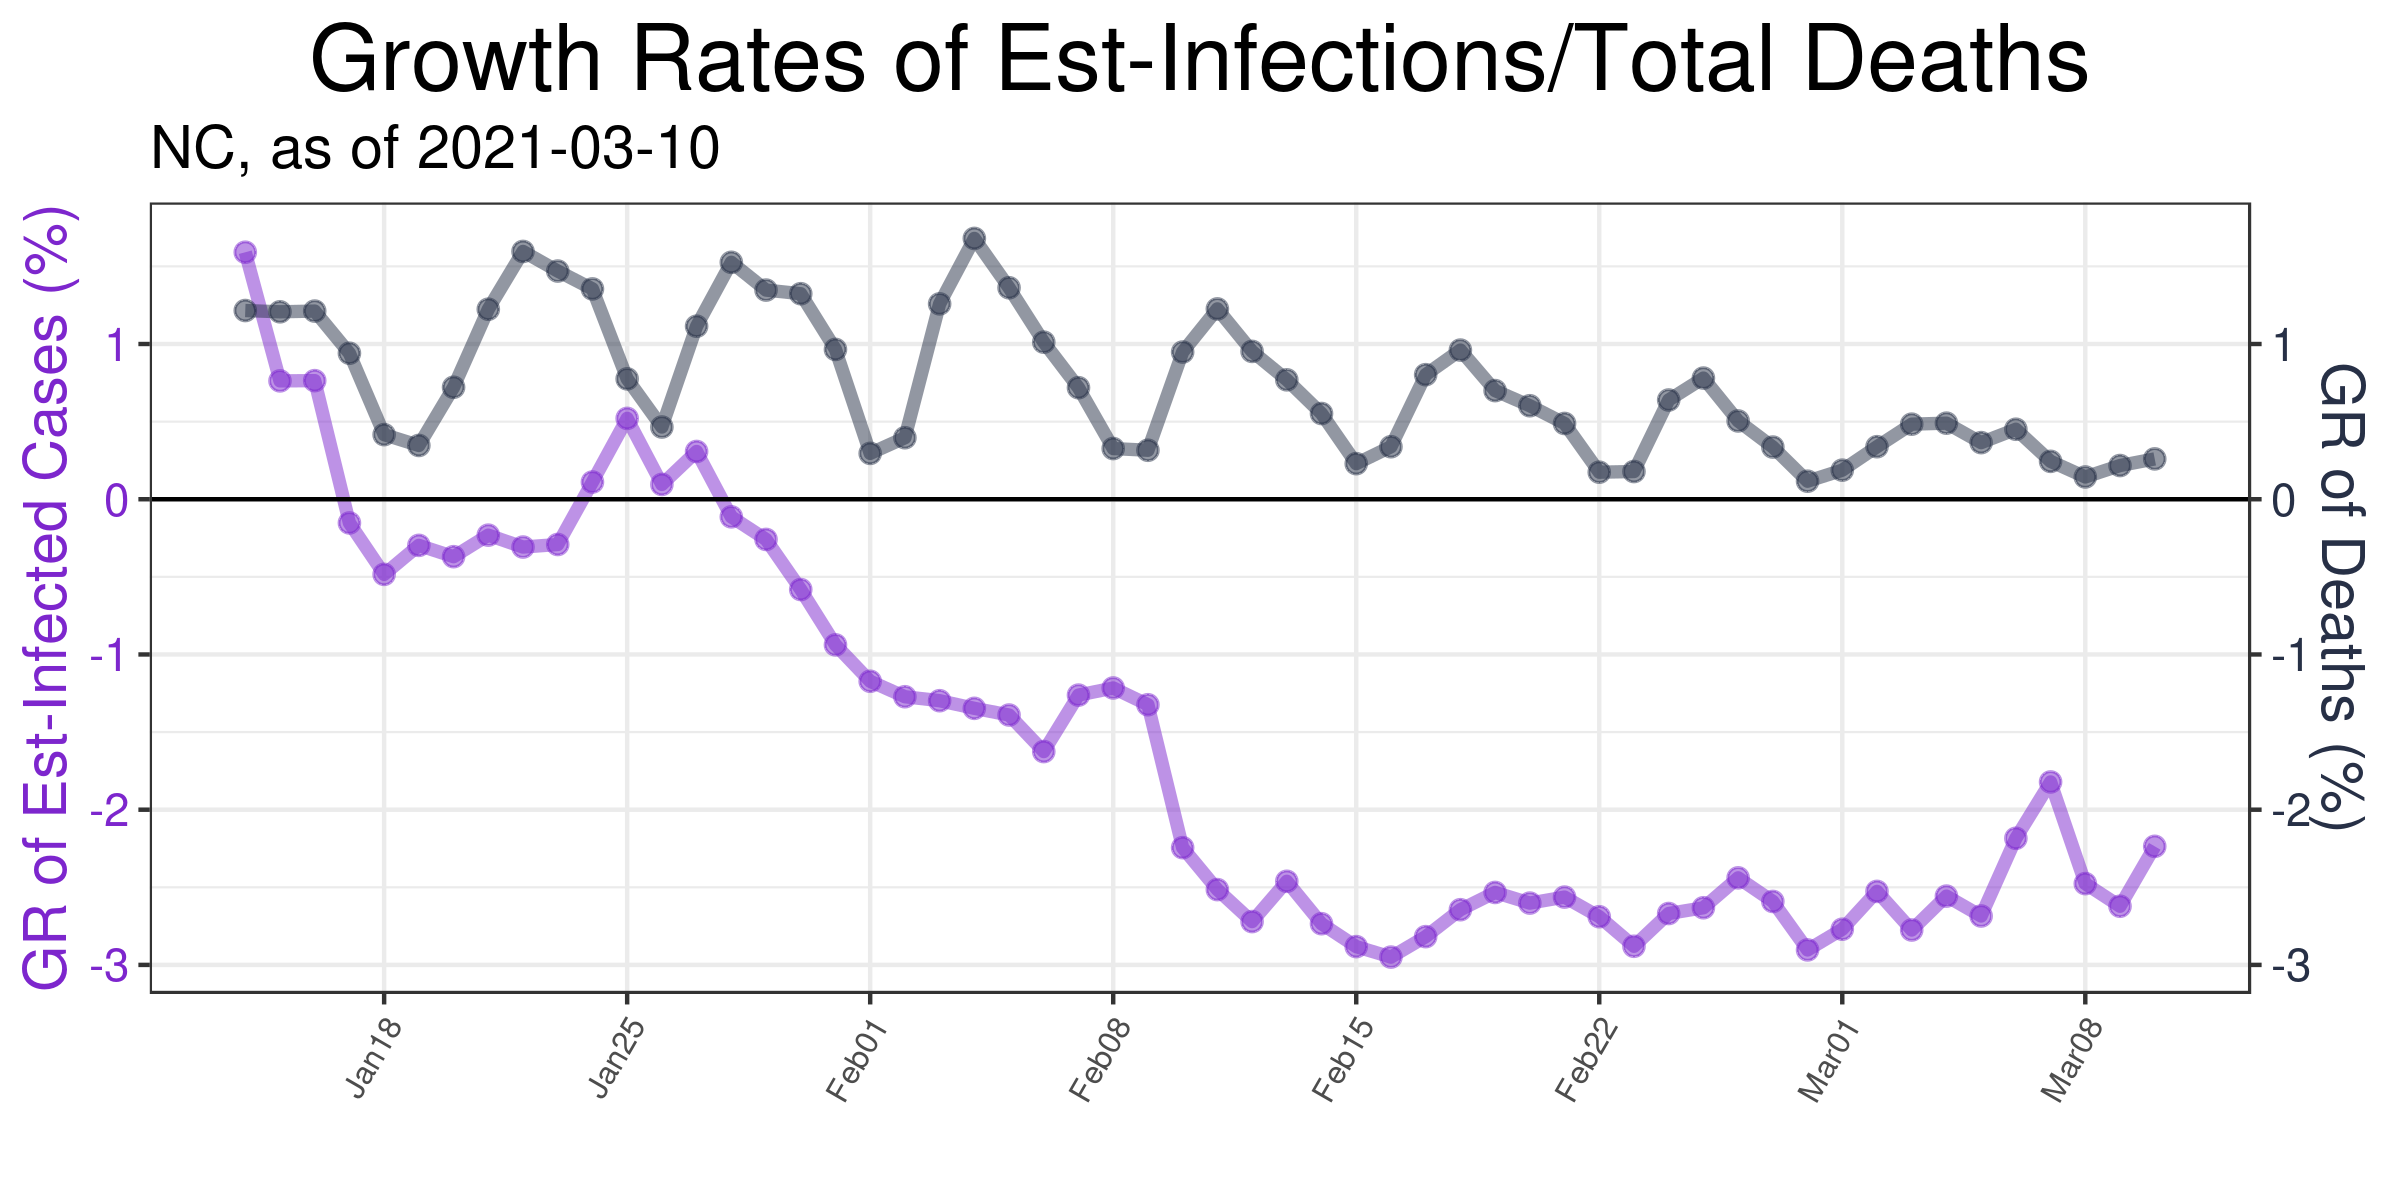 Growth Rates of Est-Infections/Total Deaths
NC, as of 2021-03-10
GR of Est-Infected Cases (%)
1
0
-1
-2
-3
1
0
-1
-2
-3
GR of Deaths (%)
Jan18
Jan25
Feb01
Feb08
Feb15
Feb22
Mar01
Mar08